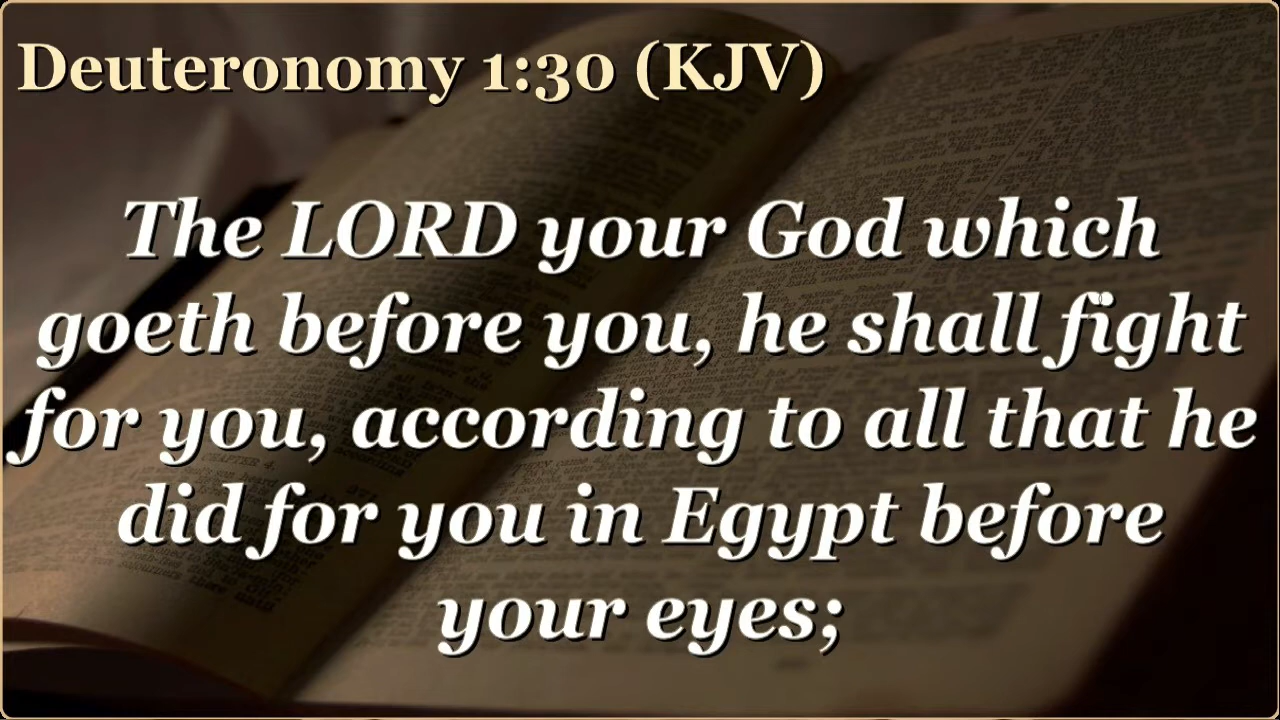 Deuteronomy 1:30 (KJV)
The LORD your God which
goeth before you, he shall fight
for you, according to all that he
did for you in Egypt before
your eyes;